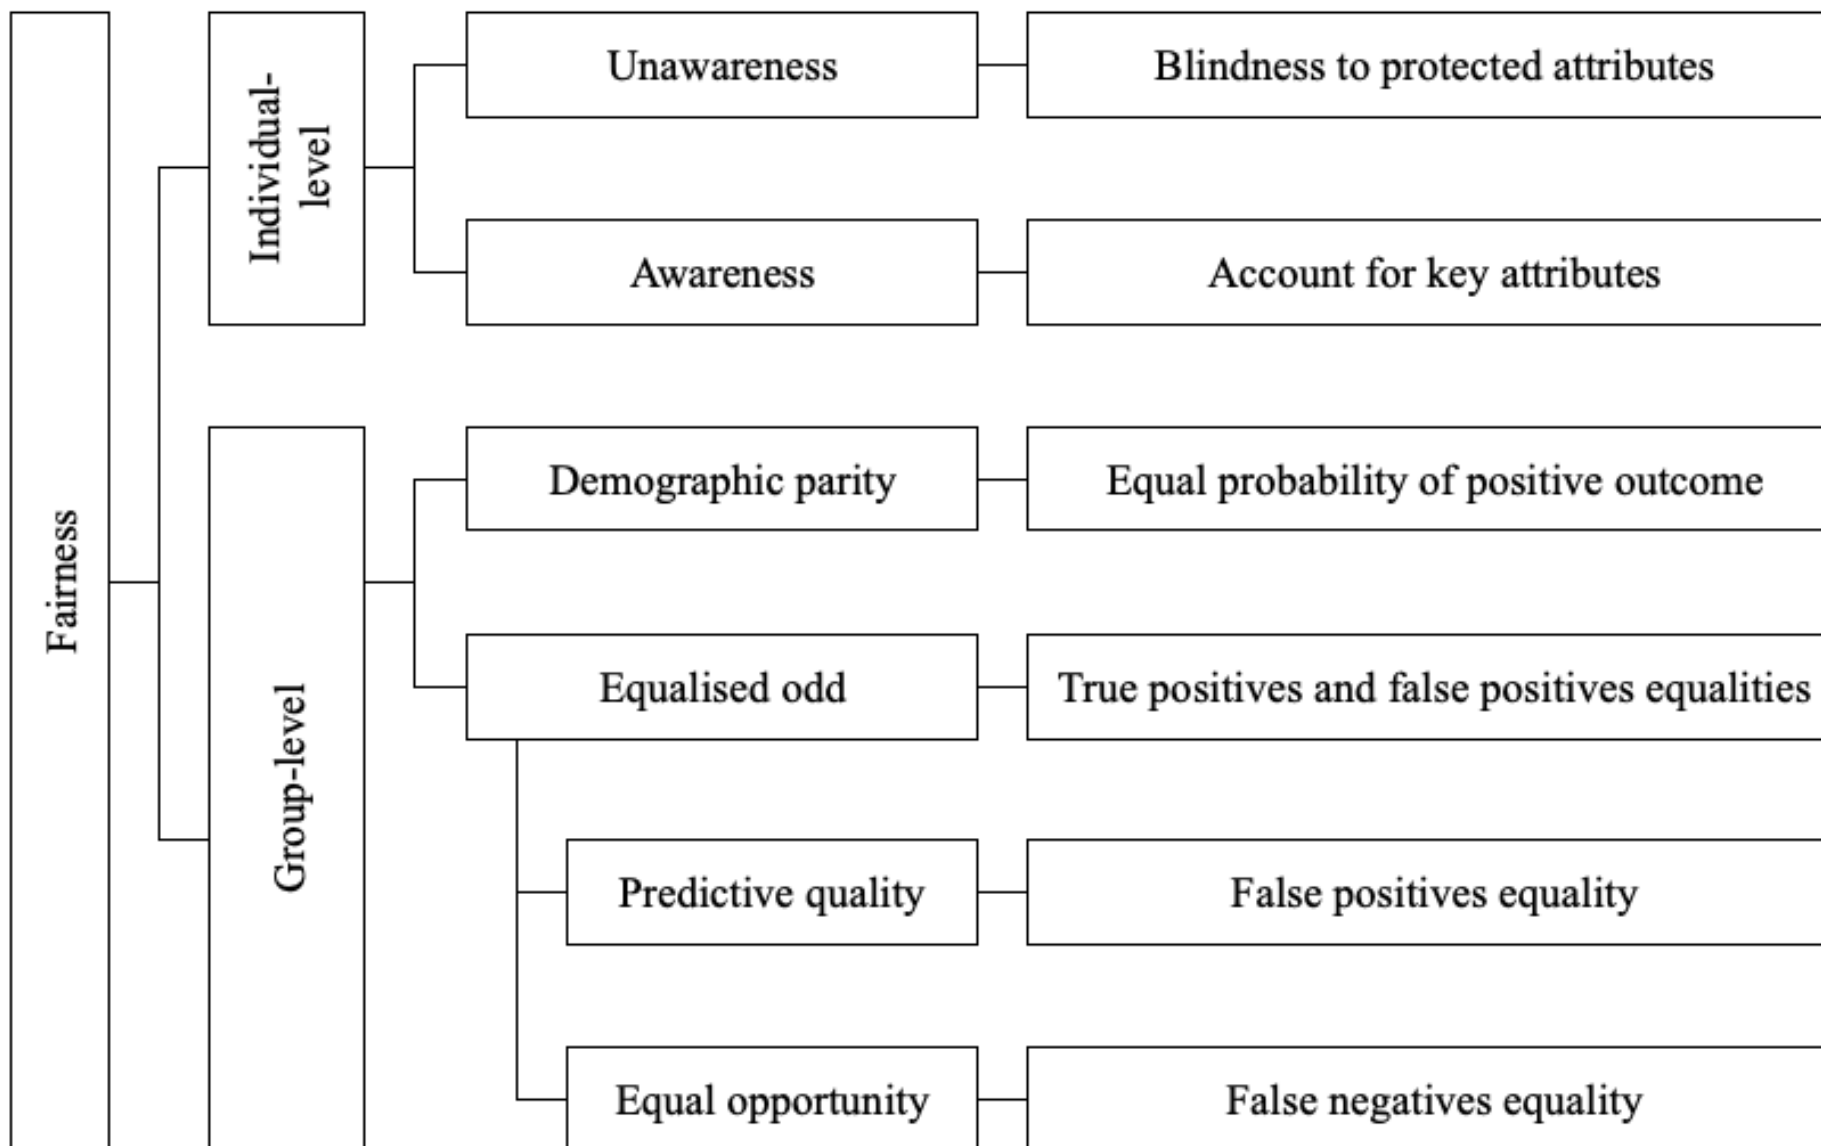 Fairness
Individual-
level
Unawareness
Blindness to protected attributes
Awareness
Account for key attributes
Group-level
Demographic parity
Equal probability of positive outcome
Equalised odd
True positives and false positives equalities
Predictive quality
False positives equality
Equal opportunity
False negatives equality